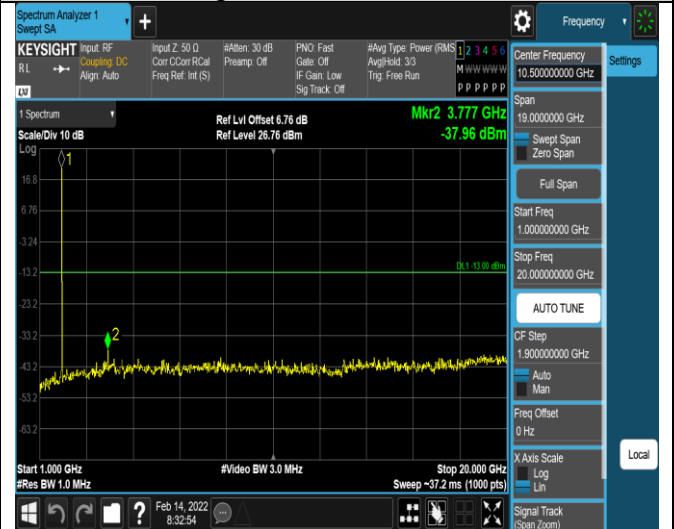 Spectrum Analyzer 1
Swept SA
Frequency
KEYSIGHT
Input: RF
Coupling: DC
Align: Auto
Input Z: 50 Ω
Corr CCorr RCal
Freq Ref: Int (S)
#Atten: 30 dB
Preamp: Off
PNO: Fast
Gate: Off
IF Gain: Low
Sig Track: Off
#Avg Type: Power (RMS
Avg|Hold: 3/3
Trig: Free Run
1 2 3 4 5 6
M W W W W W
P P P P P P
R L
LXI
1 Spectrum
Scale/Div 10 dB
Ref Lvl Offset 6.76 dB
Ref Level 26.76 dBm
Mkr2 3.777 GHz
-37.96 dBm
Log
1
16.8
6.76
-3.24
DL1 -13.00 dBm
-13.2
-23.2
-33.2
2
-43.2
-53.2
-63.2
Start 1.000 GHz
#Res BW 1.0 MHz
#Video BW 3.0 MHz
Stop 20.000 GHz
Sweep ~37.2 ms (1000 pts)
Feb 14, 2022
8:32:54
?
Center Frequency
10.500000000 GHz
Settings
Span
19.0000000 GHz
Swept Span
Zero Span
Full Span
Start Freq
1.000000000 GHz
Stop Freq
20.000000000 GHz
AUTO TUNE
CF Step
1.900000000 GHz
Auto
Man
Freq Offset
0 Hz
X Axis Scale
Log
Lin
Local
Signal Track
(Span Zoom)